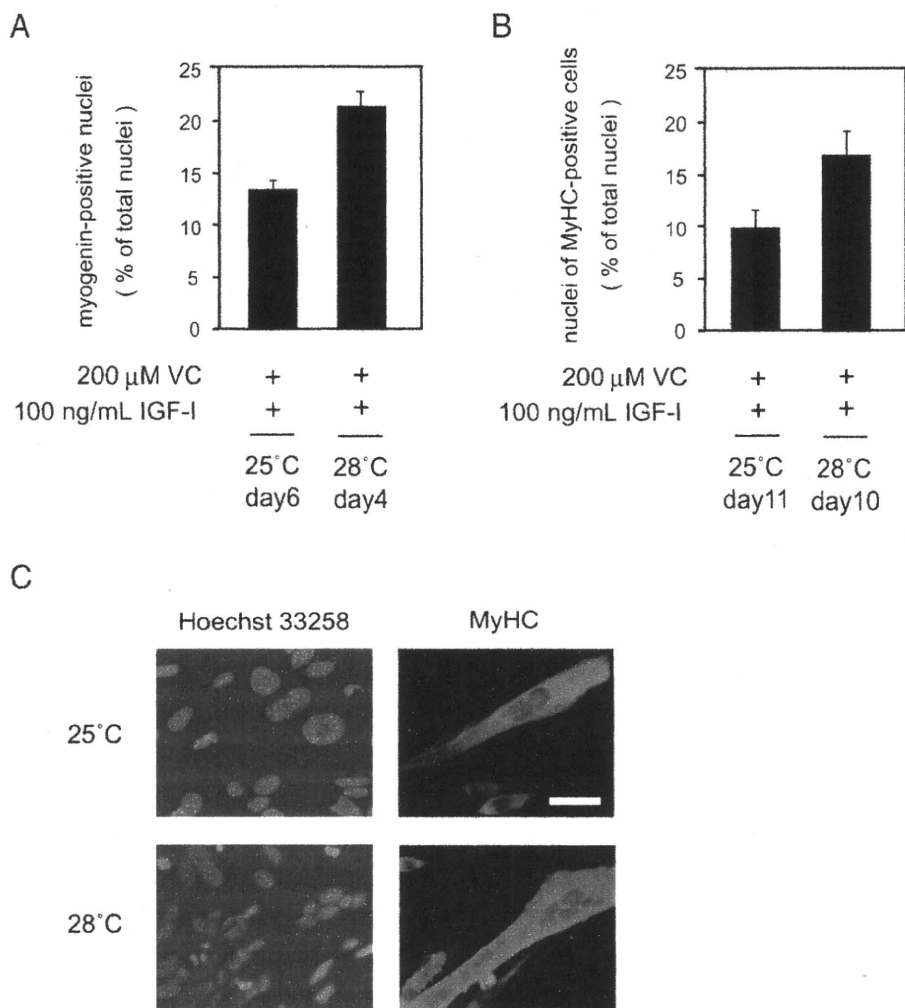 A
myogenin-positive nuclei
( % of total nuclei )
25
20
15
10
5
0
200 μM VC + +
100 ng/mL IGF-I + +
25°C 28°C
day6 day4
B
nuclei of MyHC-positive cells
( % of total nuclei )
25
20
15
10
5
0
200 μM VC + +
100 ng/mL IGF-I + +
25°C 28°C
day11 day10
C
Hoechst 33258 MyHC
25°C
28°C